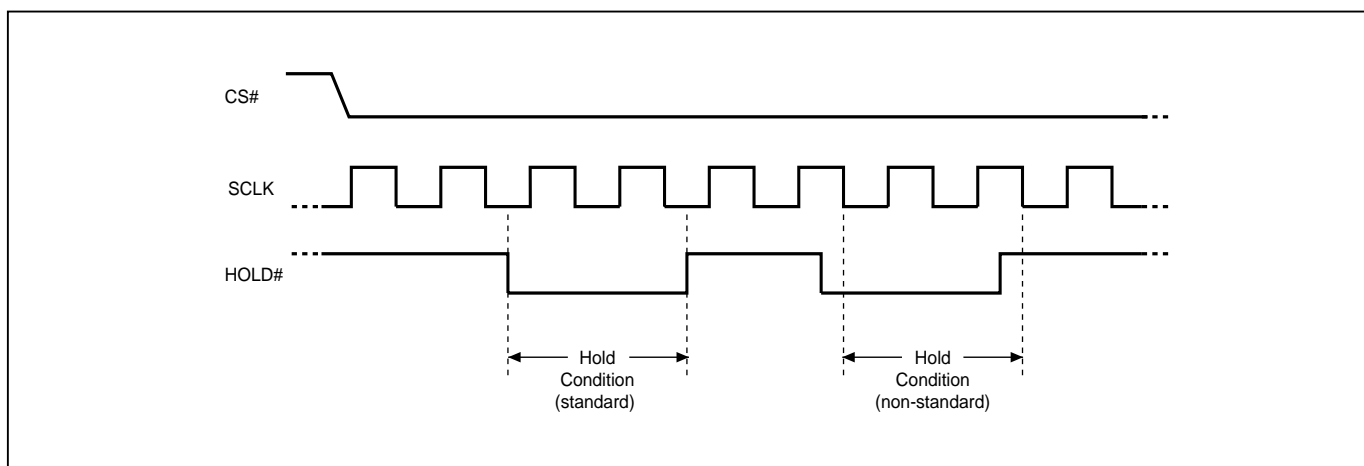 CS#
SCLK
HOLD#
Hold
Condition
(standard)
Hold
Condition
(non-standard)